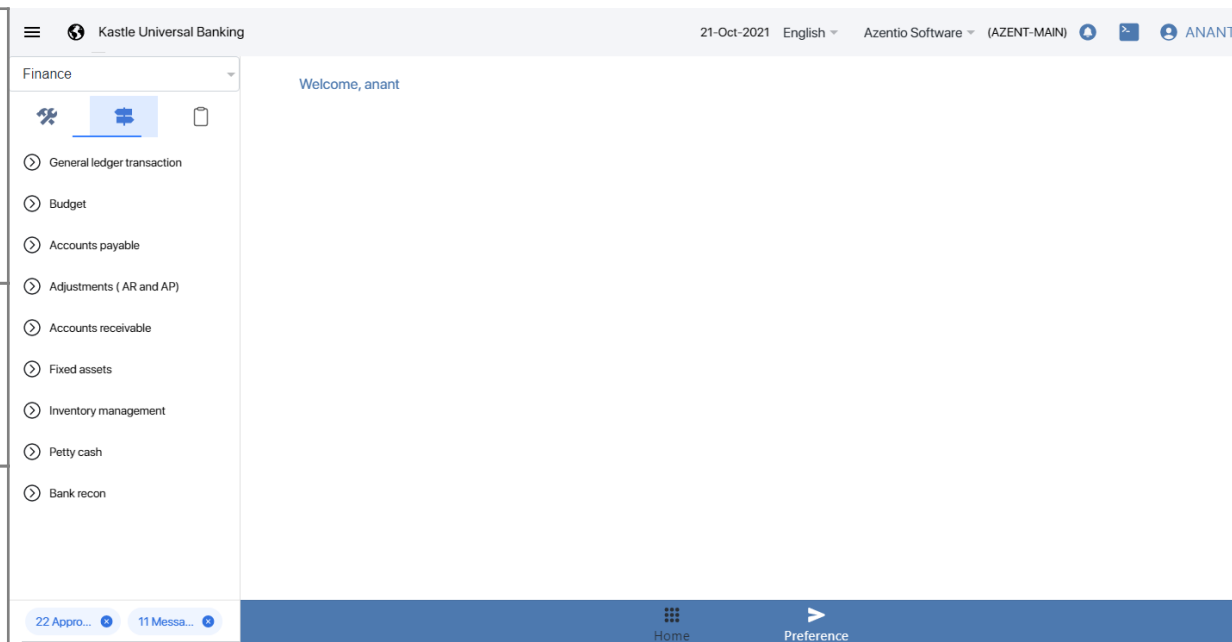 Kastle Universal Banking 21-Oct-2021 English Azentio Software (AZENT-MAIN) ANANT
Finance
Welcome, anant
General ledger transaction
Budget
Accounts payable
Adjustments ( AR and AP)
Accounts receivable
Fixed assets
Inventory management
Petty cash
Bank recon
22 Appro... 11 Messa...
Home Preference